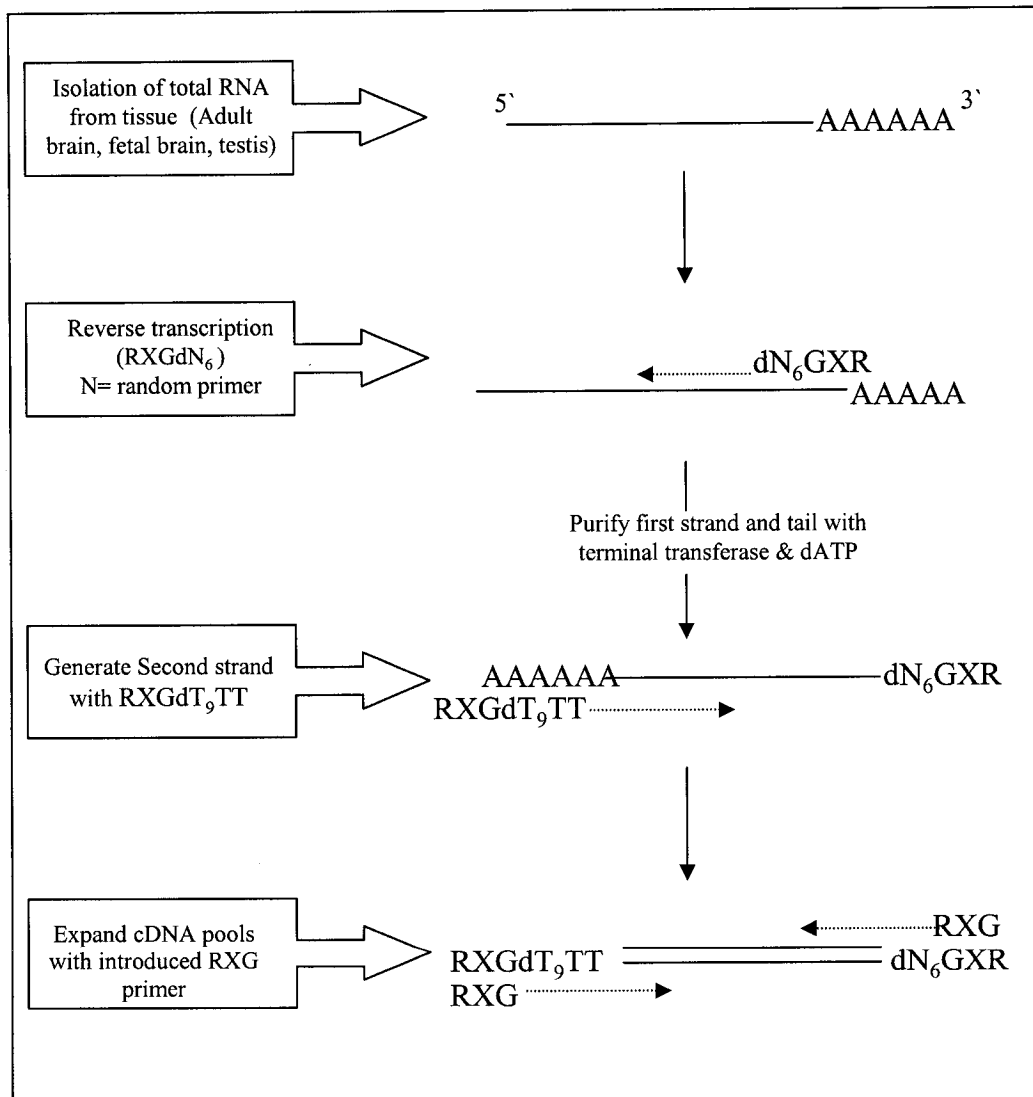 Isolation of total RNA
from tissue (Adult
brain, fetal brain, testis)
5` AAAAAA 3`
Reverse transcription
(RXGdN₆)
N= random primer
dN₆GXR
AAAAA
Purify first strand and tail with
terminal transferase & dATP
Generate Second strand
with RXGdT₉TT
AAAAAA dN₆GXR
RXGdT₉TT
Expand cDNA pools
with introduced RXG
primer
RXG
RXGdT₉TT dN₆GXR
RXG